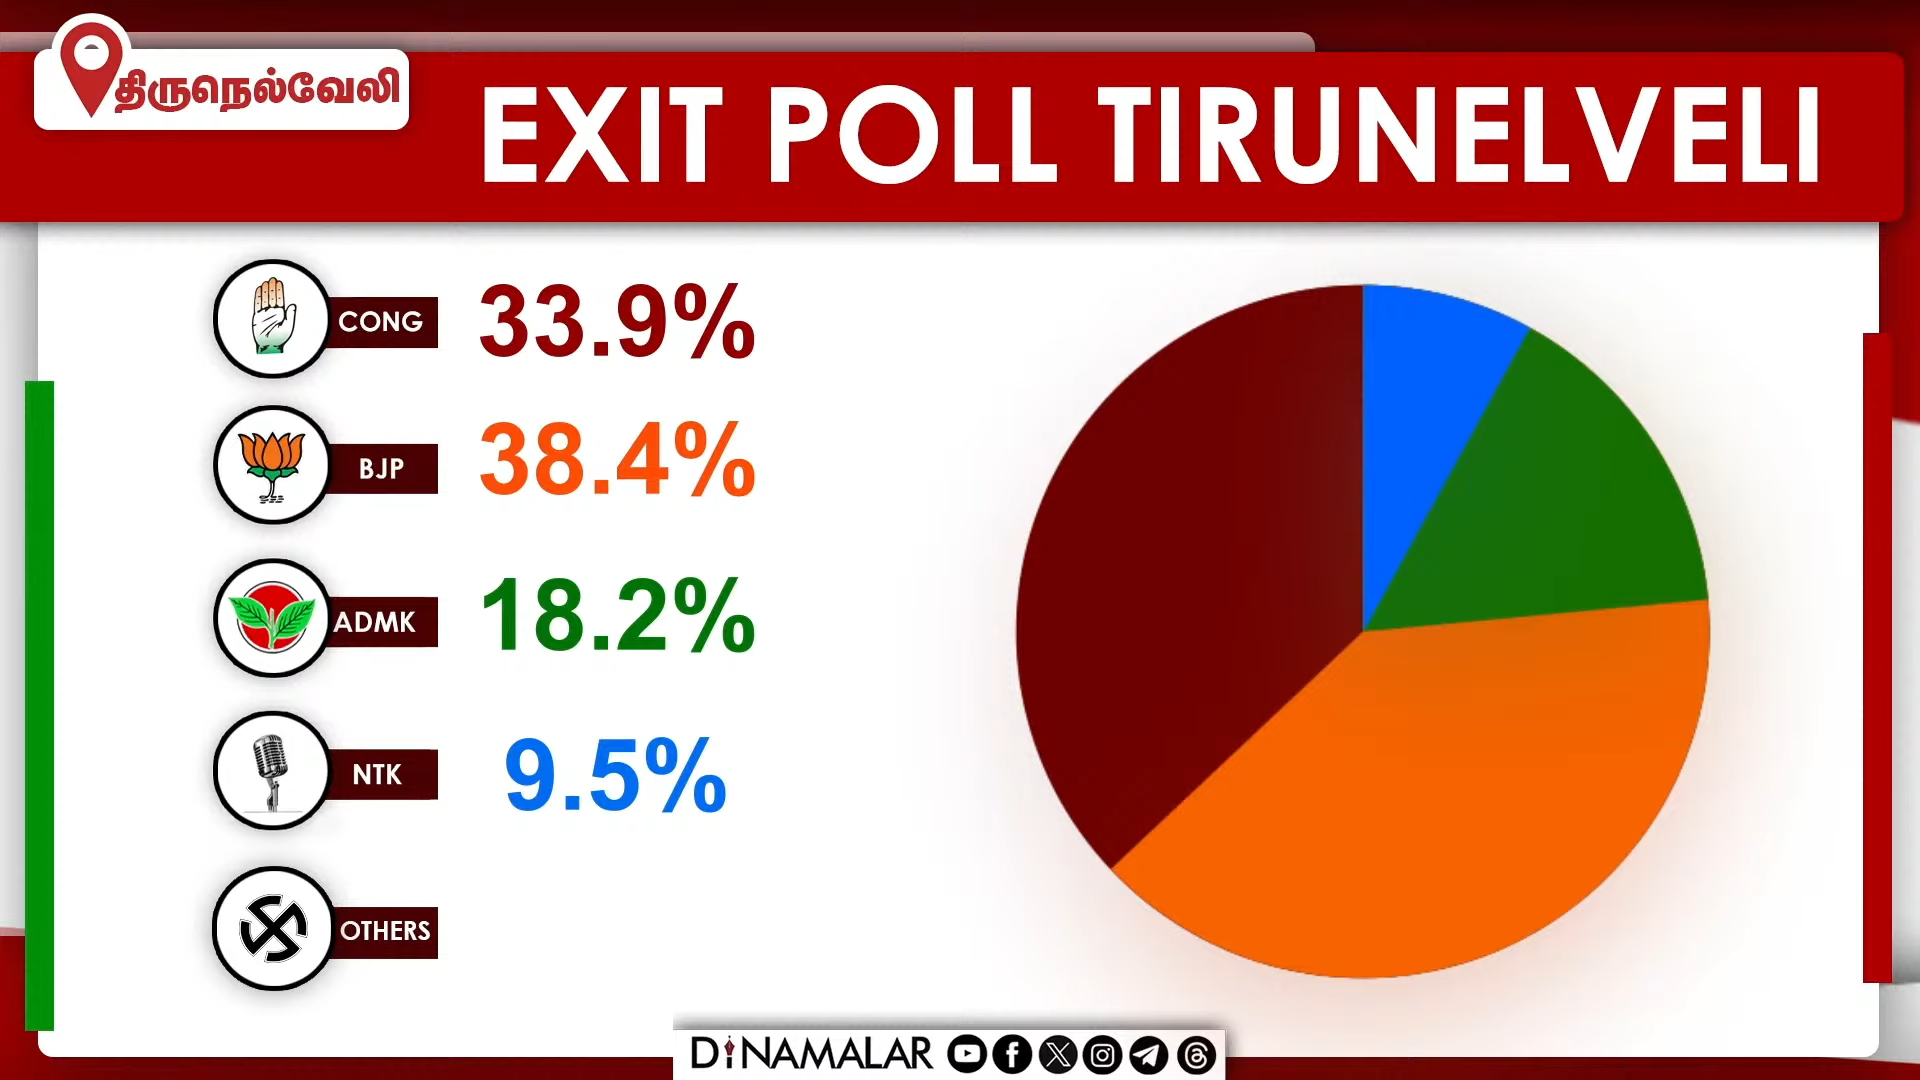 திருநெல்வேலி
EXIT POLL TIRUNELVELI
CONG 33.9%
BJP 38.4%
ADMK 18.2%
NTK 9.5%
OTHERS
DINAMALAR